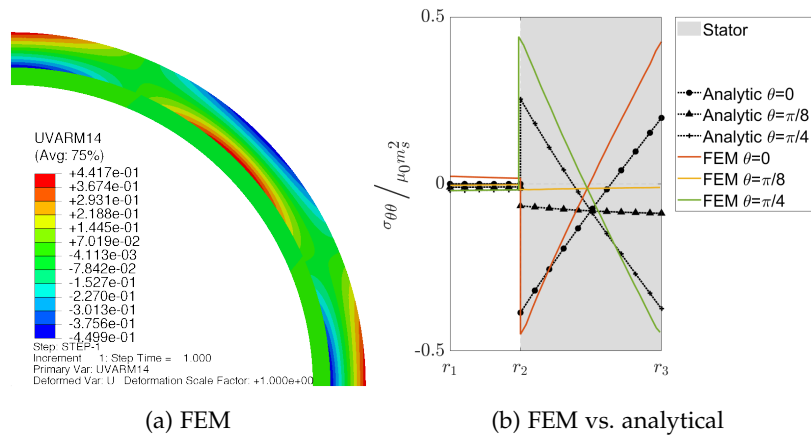 UVARM14
(Avg: 75%)
+4.417e-01
+3.674e-01
+2.931e-01
+2.188e-01
+1.445e-01
+7.019e-02
-4.113e-03
-7.842e-02
-1.527e-01
-2.270e-01
-3.013e-01
-3.756e-01
-4.499e-01
Step: STEP-1
Increment 1: Step Time = 1.000
Primary Var: UVARM14
Deformed Var: U Deformation Scale Factor: +1.000e+00
(a) FEM
0.5
0
-0.5
σθθ / μ₀m²ₛ
r₁ r₂ r₃
Stator
Analytic θ=0
Analytic θ=π/8
Analytic θ=π/4
FEM θ=0
FEM θ=π/8
FEM θ=π/4
(b) FEM vs. analytical